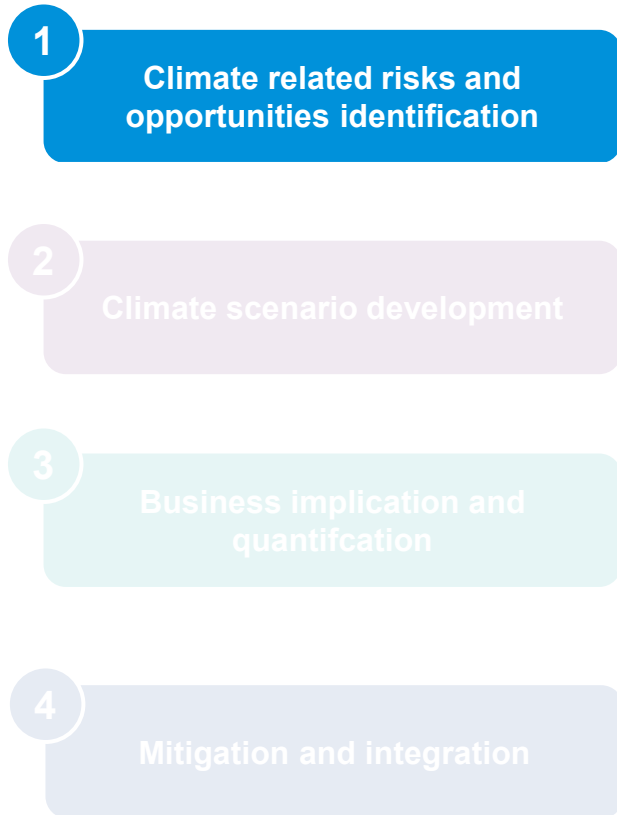 1
Climate related risks and
opportunities identification
2
Climate scenario development
3
Business implication and
quantifcation
4
Mitigation and integration